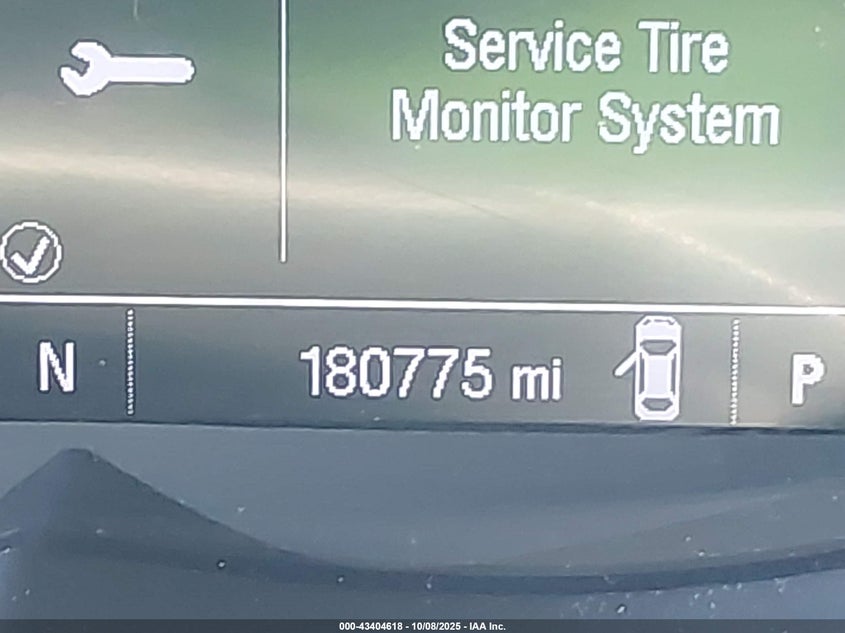 Service Tire
Monitor System
N
180775 mi
P
000-43404618 - 10/08/2025 - IAA Inc.